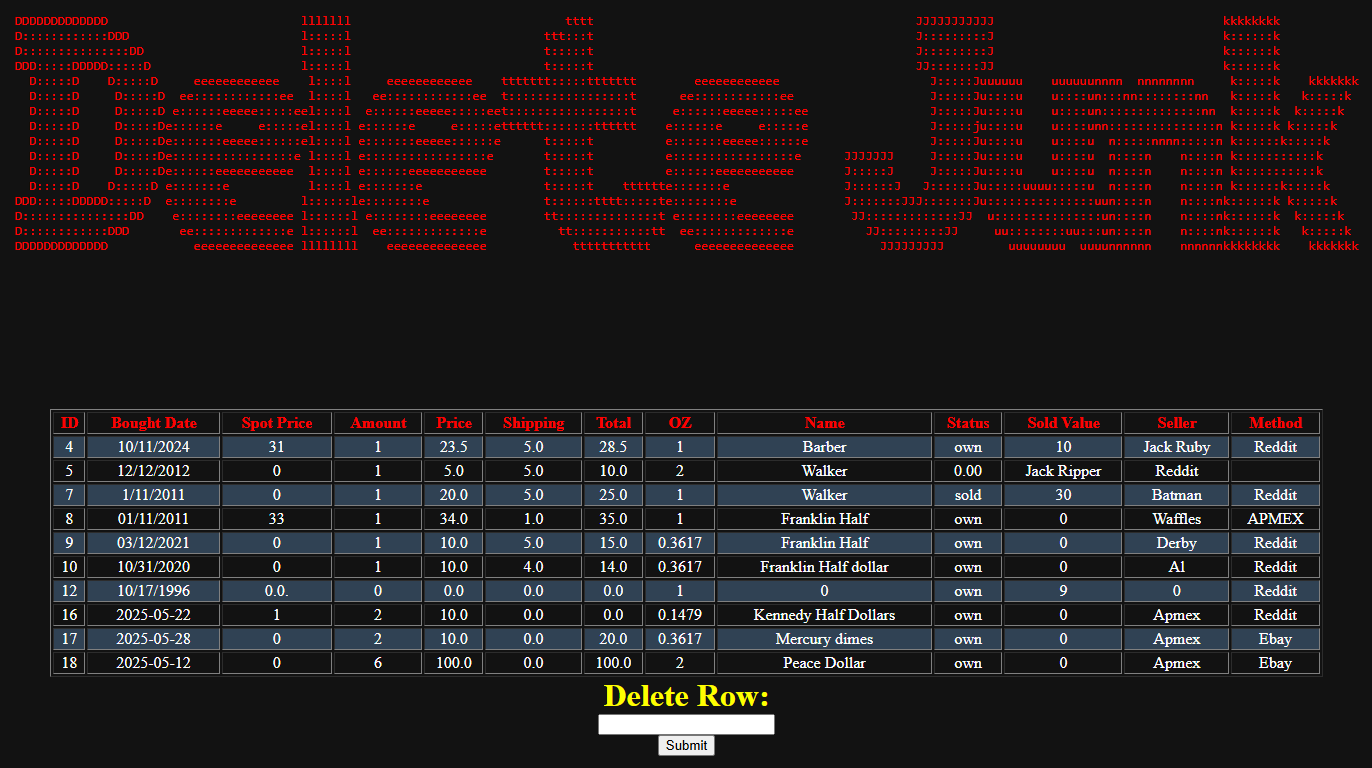 Delete Junk
ID Bought Date Spot Price Amount Price Shipping Total OZ Name Status Sold Value Seller Method
4 10/11/2024 31 1 23.5 5.0 28.5 1 Barber own 10 Jack Ruby Reddit
5 12/12/2012 0 1 5.0 5.0 10.0 2 Walker 0.00 Jack Ripper Reddit
7 1/11/2011 0 1 20.0 5.0 25.0 1 Walker sold 30 Batman Reddit
8 01/11/2011 33 1 34.0 1.0 35.0 1 Franklin Half own 0 Waffles APMEX
9 03/12/2021 0 1 10.0 5.0 15.0 0.3617 Franklin Half own 0 Derby Reddit
10 10/31/2020 0 1 10.0 4.0 14.0 0.3617 Franklin Half dollar own 0 Al Reddit
12 10/17/1996 0.0. 0 0.0 0.0 0.0 1 0 own 9 0 Reddit
16 2025-05-22 1 2 10.0 0.0 0.0 0.1479 Kennedy Half Dollars own 0 Apmex Reddit
17 2025-05-28 0 2 10.0 0.0 20.0 0.3617 Mercury dimes own 0 Apmex Ebay
18 2025-05-12 0 6 100.0 0.0 100.0 2 Peace Dollar own 0 Apmex Ebay
Delete Row:
Submit